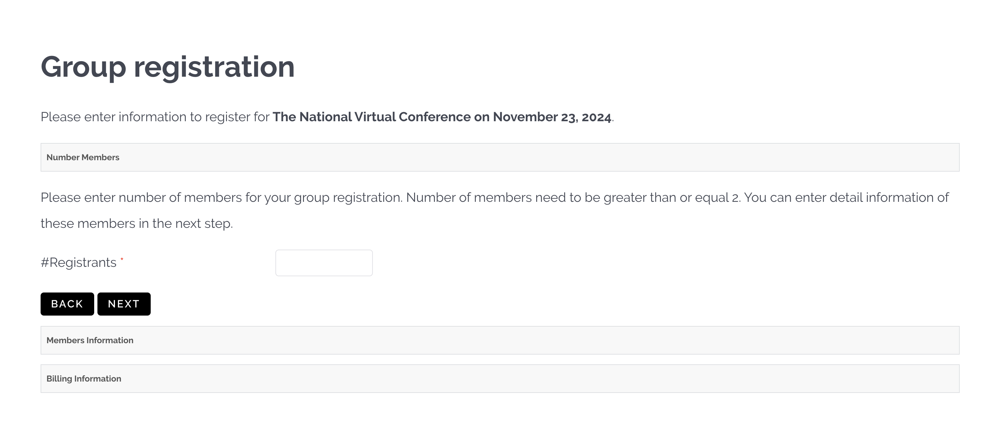 Group registration
Please enter information to register for The National Virtual Conference on November 23, 2024.
Number Members
Please enter number of members for your group registration. Number of members need to be greater than or equal 2. You can enter detail information of
these members in the next step.
#Registrants *
BACK NEXT
Members Information
Billing Information